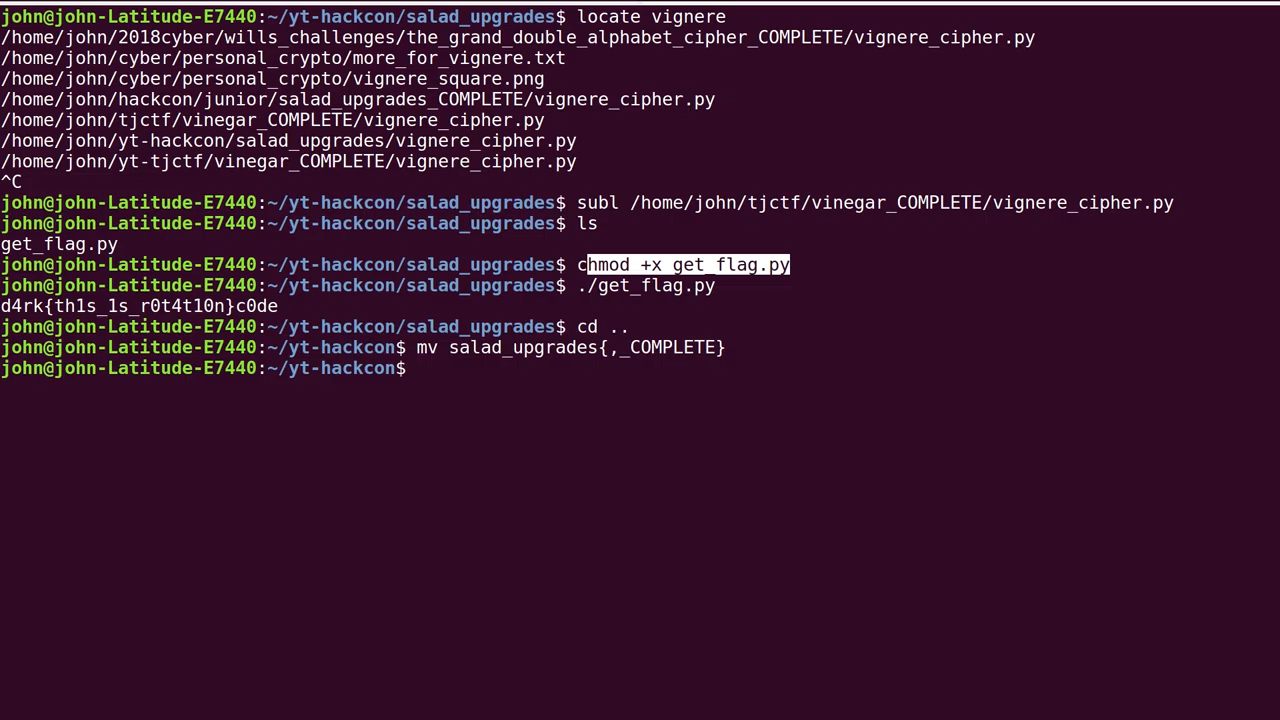 john@john-Latitude-E7440:~/yt-hackcon/salad_upgrades$ locate vignere
/home/john/2018cyber/wills_challenges/the_grand_double_alphabet_cipher_COMPLETE/vignere_cipher.py
/home/john/cyber/personal_crypto/more_for_vignere.txt
/home/john/cyber/personal_crypto/vignere_square.png
/home/john/hackcon/junior/salad_upgrades_COMPLETE/vignere_cipher.py
/home/john/tjctf/vinegar_COMPLETE/vignere_cipher.py
/home/john/yt-hackcon/salad_upgrades/vignere_cipher.py
/home/john/yt-tjctf/vinegar_COMPLETE/vignere_cipher.py
^C
john@john-Latitude-E7440:~/yt-hackcon/salad_upgrades$ subl /home/john/tjctf/vinegar_COMPLETE/vignere_cipher.py
john@john-Latitude-E7440:~/yt-hackcon/salad_upgrades$ ls
get_flag.py
john@john-Latitude-E7440:~/yt-hackcon/salad_upgrades$ chmod +x get_flag.py
john@john-Latitude-E7440:~/yt-hackcon/salad_upgrades$ ./get_flag.py
d4rk{th1s_1s_r0t4t10n}c0de
john@john-Latitude-E7440:~/yt-hackcon/salad_upgrades$ cd ..
john@john-Latitude-E7440:~/yt-hackcon$ mv salad_upgrades{,_COMPLETE}
john@john-Latitude-E7440:~/yt-hackcon$